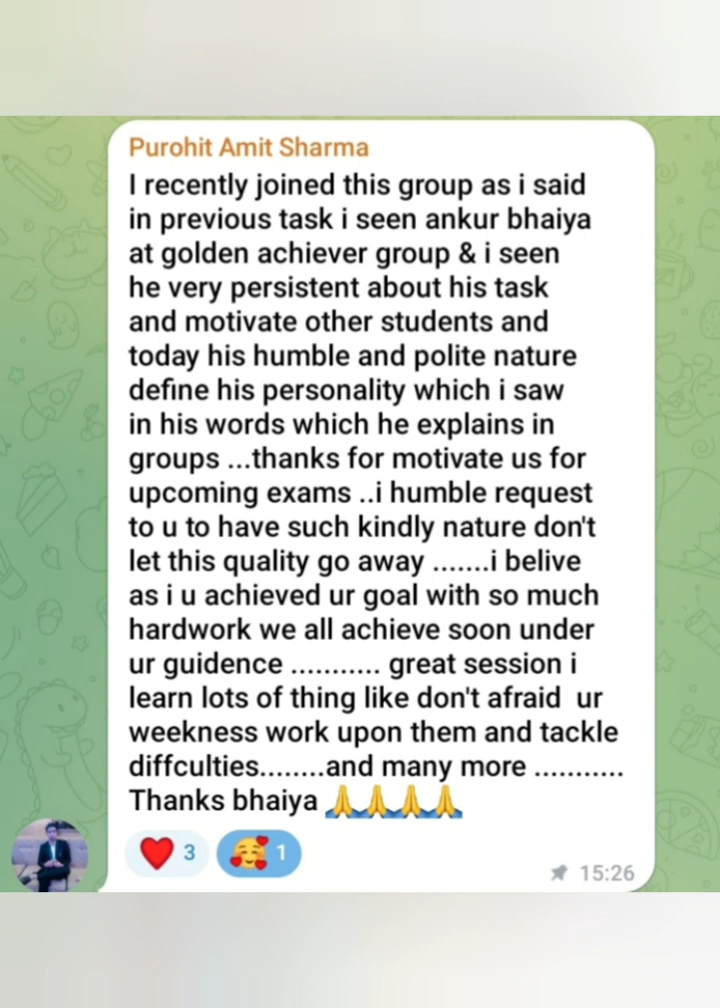 Purohit Amit Sharma
I recently joined this group as i said
in previous task i seen ankur bhaiya
at golden achiever group & i seen
he very persistent about his task
and motivate other students and
today his humble and polite nature
define his personality which i saw
in his words which he explains in
groups ...thanks for motivate us for
upcoming exams ..i humble request
to u to have such kindly nature don't
let this quality go away .......i belive
as i u achieved ur goal with so much
hardwork we all achieve soon under
ur guidence ........... great session i
learn lots of thing like don't afraid  ur
weekness work upon them and tackle
diffculties........and many more ...........
Thanks bhaiya 🙏🙏🙏🙏
❤️ 3 🥰 1
15:26